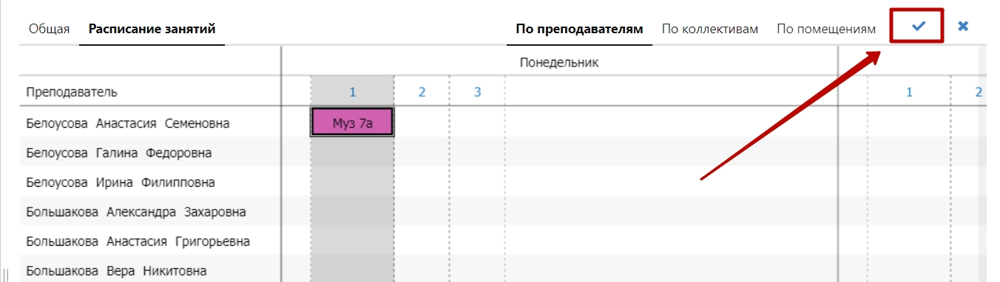 Общая Расписание занятий По преподавателям По коллективам По помещениям
Понедельник
Преподаватель 1 2 3 1 2
Белоусова Анастасия Семеновна Муз 7а
Белоусова Галина Федоровна
Белоусова Ирина Филипповна
Большакова Александра Захаровна
Большакова Анастасия Григорьевна
Большакова Вера Никитовна